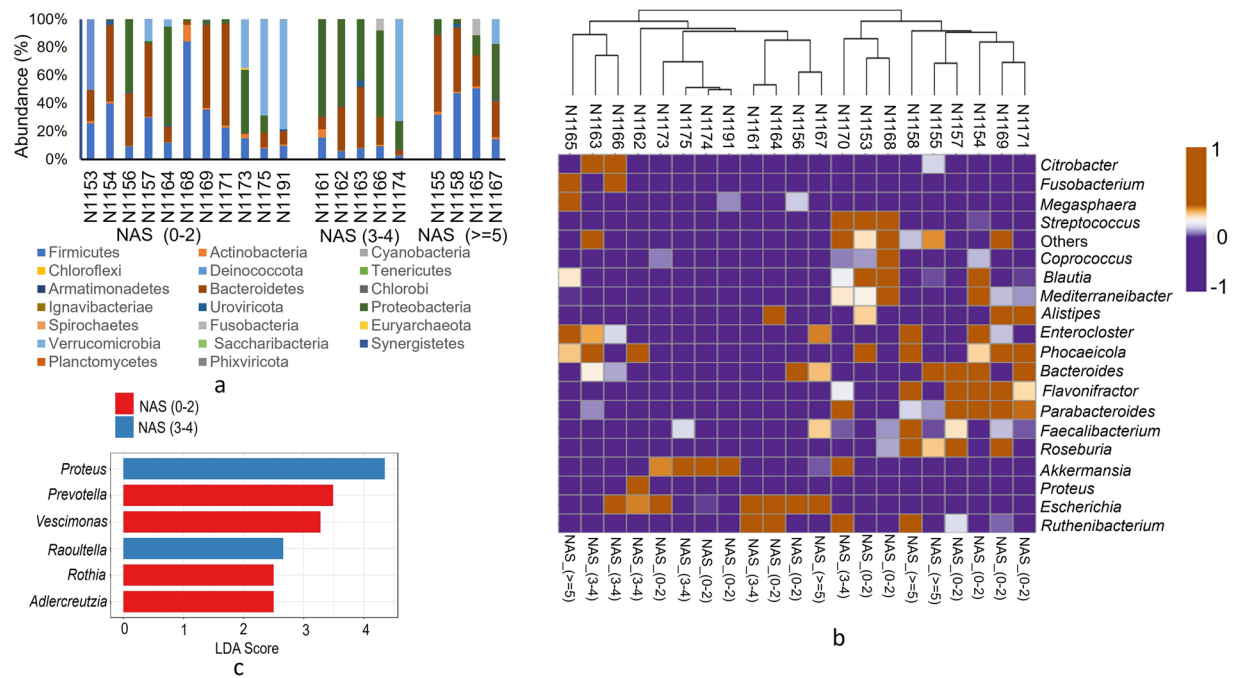 100%
80%
60%
40%
20%
0%
Abundance (%)
N1153
N1154
N1156
N1157
N1164
N1168
N1169
N1171
N1173
N1175
N1191
N1161
N1162
N1163
N1166
N1174
N1155
N1158
N1165
N1167
NAS (0-2)
NAS (3-4)
NAS (>=5)
Firmicutes Actinobacteria Cyanobacteria
Chloroflexi Deinococcota Tenericutes
Armatimonadetes Bacteroidetes Chlorobi
Ignavibacteriae Uroviricota Proteobacteria
Spirochaetes Fusobacteria Euryarchaeota
Verrucomicrobia Saccharibacteria Synergistetes
Planctomycetes Phixviricota
a
NAS (0-2)
NAS (3-4)
Proteus
Prevotella
Vescimonas
Raoultella
Rothia
Adlercreutzia
0 1 2 3 4
LDA Score
c
N1165
N1163
N1166
N1162
N1173
N1175
N1174
N1191
N1161
N1164
N1156
N1167
N1170
N1153
N1168
N1158
N1155
N1157
N1154
N1169
N1171
Citrobacter
Fusobacterium
Megasphaera
Streptococcus
Others
Coprococcus
Blautia
Mediterraneibacter
Alistipes
Enterocloster
Phocaeicola
Bacteroides
Flavonifractor
Parabacteroides
Faecalibacterium
Roseburia
Akkermansia
Proteus
Escherichia
Ruthenibacterium
1
0
-1
NAS_(>=5)
NAS_(3-4)
NAS_(3-4)
NAS_(3-4)
NAS_(0-2)
NAS_(3-4)
NAS_(0-2)
NAS_(0-2)
NAS_(3-4)
NAS_(0-2)
NAS_(0-2)
NAS_(>=5)
NAS_(3-4)
NAS_(0-2)
NAS_(0-2)
NAS_(>=5)
NAS_(>=5)
NAS_(0-2)
NAS_(0-2)
NAS_(0-2)
NAS_(0-2)
b